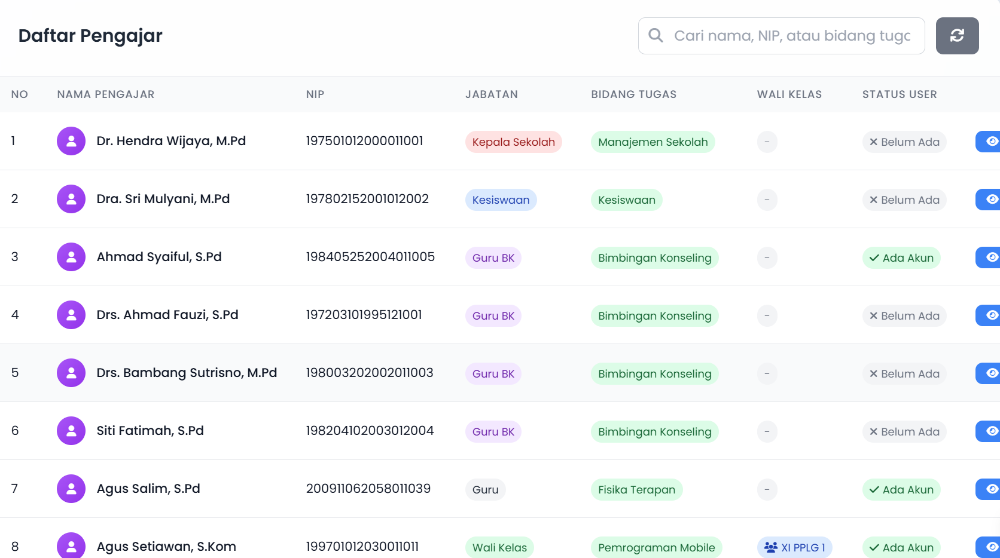 Daftar Pengajar
Cari nama, NIP, atau bidang tug
NO NAMA PENGAJAR NIP JABATAN BIDANG TUGAS WALI KELAS STATUS USER
1 Dr. Hendra Wijaya, M.Pd 197501012000011001 Kepala Sekolah Manajemen Sekolah - Belum Ada
2 Dra. Sri Mulyani, M.Pd 197802152001012002 Kesiswaan Kesiswaan - Belum Ada
3 Ahmad Syaiful, S.Pd 198405252004011005 Guru BK Bimbingan Konseling - Ada Akun
4 Drs. Ahmad Fauzi, S.Pd 197203101995121001 Guru BK Bimbingan Konseling - Belum Ada
5 Drs. Bambang Sutrisno, M.Pd 198003202002011003 Guru BK Bimbingan Konseling - Belum Ada
6 Siti Fatimah, S.Pd 198204102003012004 Guru BK Bimbingan Konseling - Belum Ada
7 Agus Salim, S.Pd 200911062058011039 Guru Fisika Terapan - Ada Akun
8 Agus Setiawan, S.Kom 199701012030011011 Wali Kelas Pemrograman Mobile XI PPLG 1 Ada Akun